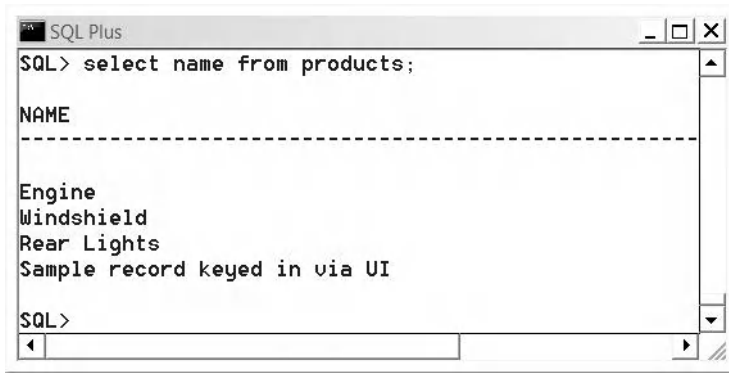 SQL Plus
SQL> select name from products;
NAME
--------------------------------------------------------
Engine
Windshield
Rear Lights
Sample record keyed in via UI
SQL>